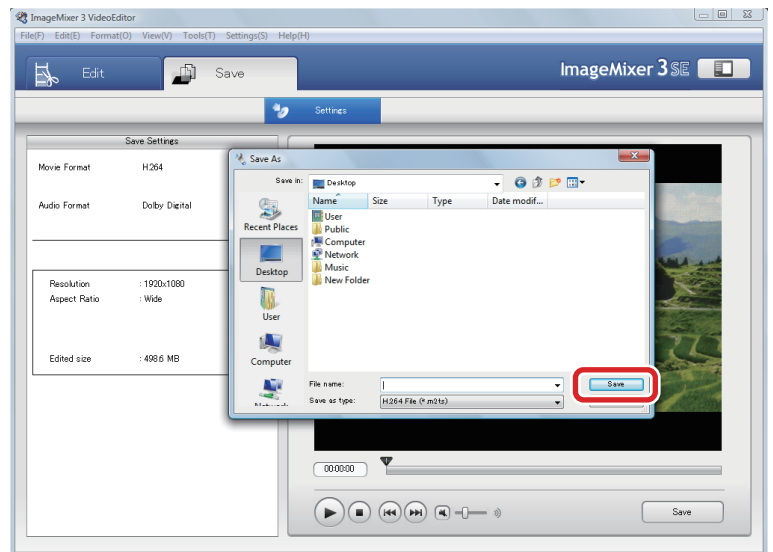 ImageMixer 3 VideoEditor
File(F) Edit(E) Format(O) View(V) Tools(T) Settings(S) Help(H)
Edit
Save
ImageMixer 3 SE
Settings
Save Settings
Movie Format H.264
Audio Format Dolby Digital
Resolution : 1920x1080
Aspect Ratio : Wide
Edited size : 498.6 MB
Save As
Save in: Desktop
Name Size Type Date modif...
Recent Places
Desktop
User
Computer
User
Public
Computer
Network
Music
New Folder
File name:
Save
Save as type: H.264 File (*.m2ts)
00:00:00
Save